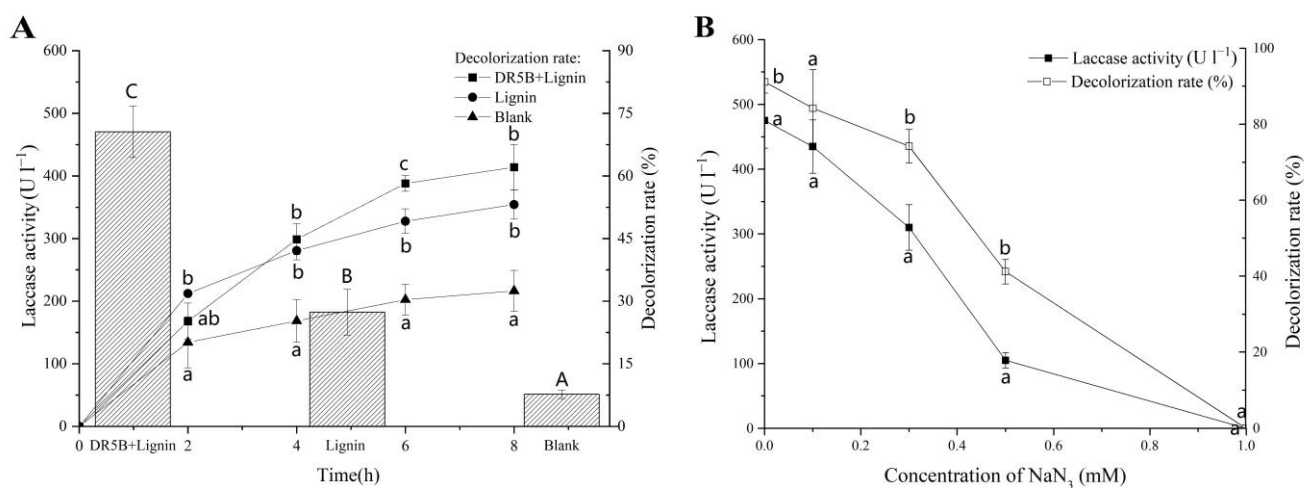 A
Laccase activity (U l⁻¹)
600
500
400
300
200
100
0
Decolorization rate:
DR5B+Lignin
Lignin
Blank
C
b
ab
a
b
b
a
B
c
b
a
b
b
a
A
90
75
60
45
30
15
0
Decolorization rate (%)
0 DR5B+Lignin 2 4 Lignin 6 8 Blank
Time(h)
B
Laccase activity (U l⁻¹)
600
500
400
300
200
100
0
Laccase activity (U l⁻¹)
Decolorization rate (%)
b
a
a
a
b
a
b
a
a
a
100
80
60
40
20
0
Decolorization rate (%)
0.0 0.2 0.4 0.6 0.8 1.0
Concentration of NaN₃ (mM)